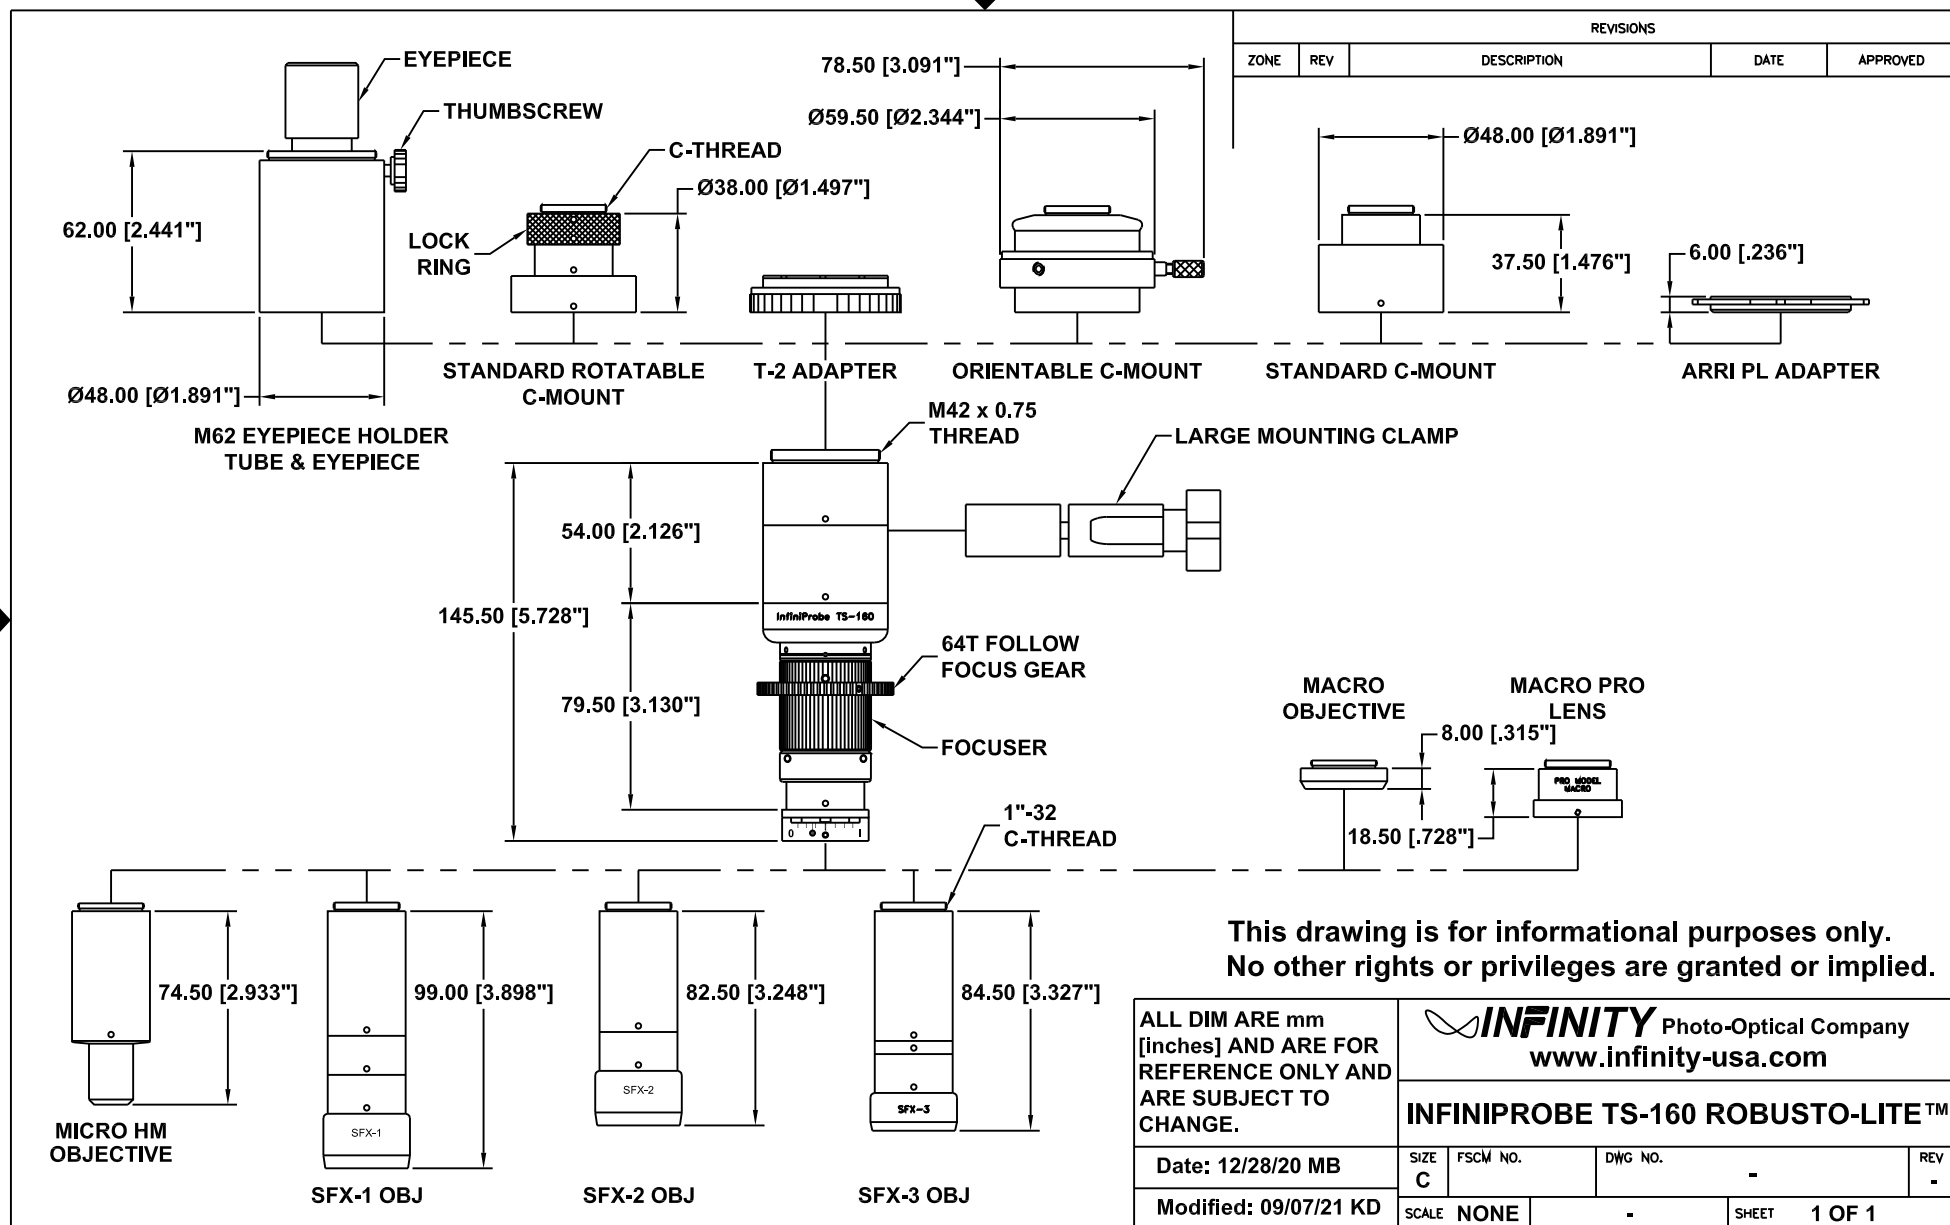 REVISIONS
ZONE REV DESCRIPTION DATE APPROVED
EYEPIECE
THUMBSCREW
62.00 [2.441"]
Ø48.00 [Ø1.891"]
M62 EYEPIECE HOLDER
TUBE & EYEPIECE
C-THREAD
Ø38.00 [Ø1.497"]
LOCK
RING
STANDARD ROTATABLE
C-MOUNT
T-2 ADAPTER
78.50 [3.091"]
Ø59.50 [Ø2.344"]
ORIENTABLE C-MOUNT
Ø48.00 [Ø1.891"]
37.50 [1.476"]
STANDARD C-MOUNT
6.00 [.236"]
ARRI PL ADAPTER
M42 x 0.75
THREAD
LARGE MOUNTING CLAMP
54.00 [2.126"]
145.50 [5.728"]
InfiniProbe TS-160
0 0
64T FOLLOW
FOCUS GEAR
79.50 [3.130"]
FOCUSER
0 1
1"-32
C-THREAD
MACRO
OBJECTIVE
8.00 [.315"]
MACRO PRO
LENS
PRO MODEL
MACRO
18.50 [.728"]
74.50 [2.933"]
MICRO HM
OBJECTIVE
99.00 [3.898"]
SFX-1
SFX-1 OBJ
82.50 [3.248"]
SFX-2
SFX-2 OBJ
84.50 [3.327"]
SFX-3
SFX-3 OBJ
This drawing is for informational purposes only.
No other rights or privileges are granted or implied.
ALL DIM ARE mm
[inches] AND ARE FOR
REFERENCE ONLY AND
ARE SUBJECT TO
CHANGE.
Date: 12/28/20 MB
Modified: 09/07/21 KD
INFINITY Photo-Optical Company
www.infinity-usa.com
INFINIPROBE TS-160 ROBUSTO-LITE™
SIZE FSCM NO. DWG NO. REV
C - -
SCALE NONE - SHEET 1 OF 1